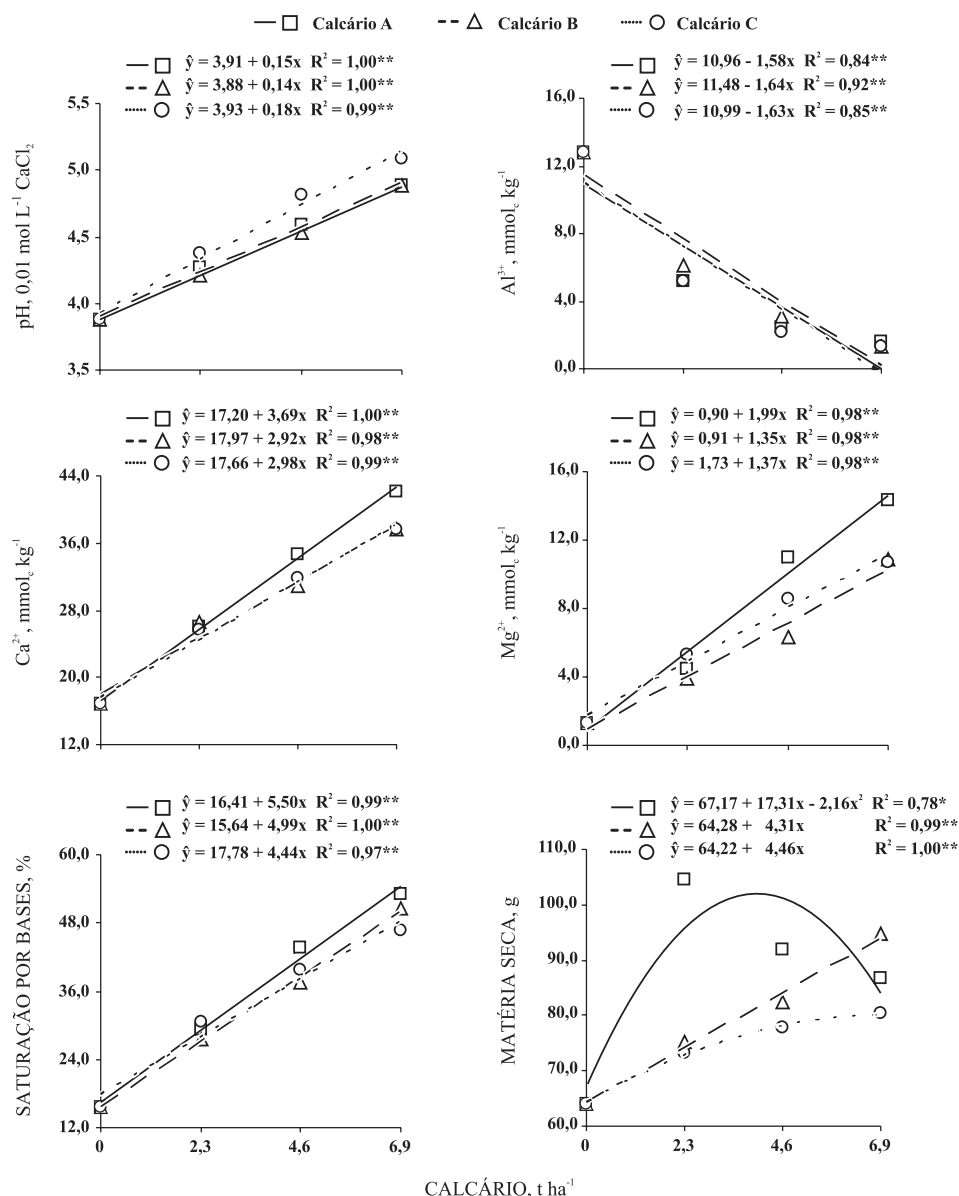 Calcário A Calcário B Calcário C
ŷ = 3,91 + 0,15x R² = 1,00**
ŷ = 3,88 + 0,14x R² = 1,00**
ŷ = 3,93 + 0,18x R² = 0,99**
5,5
5,0
4,5
4,0
3,5
pH, 0,01 mol L⁻¹ CaCl₂
ŷ = 10,96 - 1,58x R² = 0,84**
ŷ = 11,48 - 1,64x R² = 0,92**
ŷ = 10,99 - 1,63x R² = 0,85**
16,0
12,0
8,0
4,0
0,0
Al³⁺, mmol꜀ kg⁻¹
ŷ = 17,20 + 3,69x R² = 1,00**
ŷ = 17,97 + 2,92x R² = 0,98**
ŷ = 17,66 + 2,98x R² = 0,99**
44,0
36,0
28,0
20,0
12,0
Ca²⁺, mmol꜀ kg⁻¹
ŷ = 0,90 + 1,99x R² = 0,98**
ŷ = 0,91 + 1,35x R² = 0,98**
ŷ = 1,73 + 1,37x R² = 0,98**
16,0
12,0
8,0
4,0
0,0
Mg²⁺, mmol꜀ kg⁻¹
ŷ = 16,41 + 5,50x R² = 0,99**
ŷ = 15,64 + 4,99x R² = 1,00**
ŷ = 17,78 + 4,44x R² = 0,97**
60,0
48,0
36,0
24,0
12,0
SATURAÇÃO POR BASES, %
0 2,3 4,6 6,9
ŷ = 67,17 + 17,31x - 2,16x² R² = 0,78*
ŷ = 64,28 + 4,31x R² = 0,99**
ŷ = 64,22 + 4,46x R² = 1,00**
110,0
100,0
90,0
80,0
70,0
60,0
MATÉRIA SECA, g
0 2,3 4,6 6,9
CALCÁRIO, t ha⁻¹